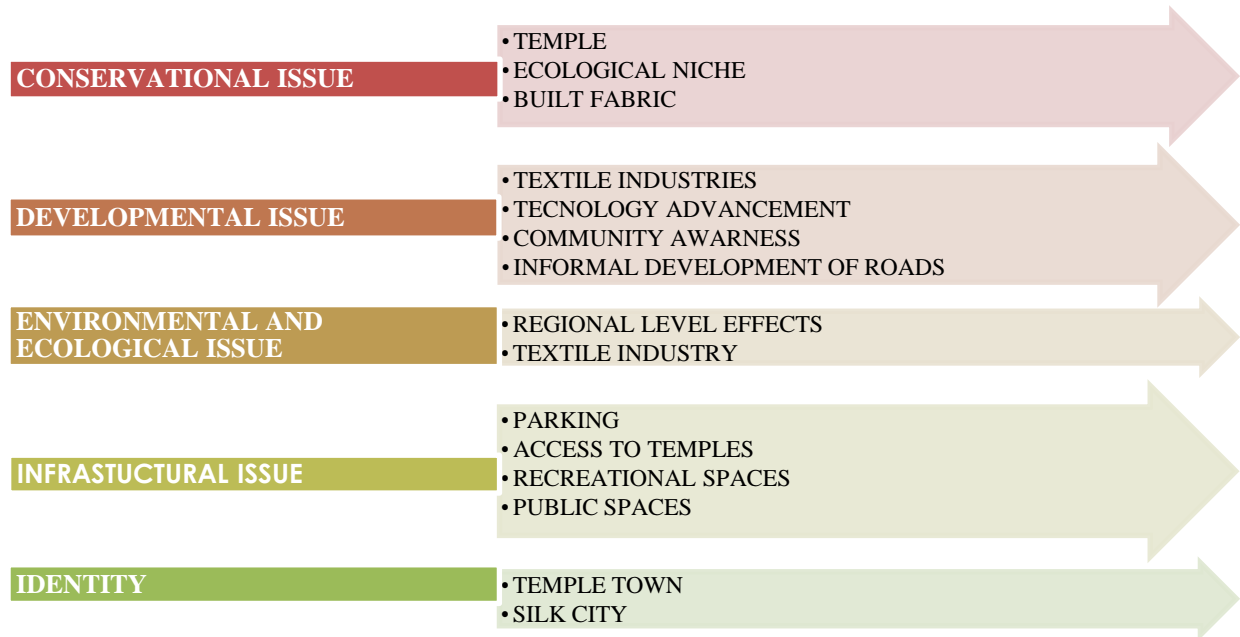 CONSERVATIONAL ISSUE
• TEMPLE
• ECOLOGICAL NICHE
• BUILT FABRIC
DEVELOPMENTAL ISSUE
• TEXTILE INDUSTRIES
• TECNOLOGY ADVANCEMENT
• COMMUNITY AWARNESS
• INFORMAL DEVELOPMENT OF ROADS
ENVIRONMENTAL AND
ECOLOGICAL ISSUE
• REGIONAL LEVEL EFFECTS
• TEXTILE INDUSTRY
INFRASTUCTURAL ISSUE
• PARKING
• ACCESS TO TEMPLES
• RECREATIONAL SPACES
• PUBLIC SPACES
IDENTITY
• TEMPLE TOWN
• SILK CITY